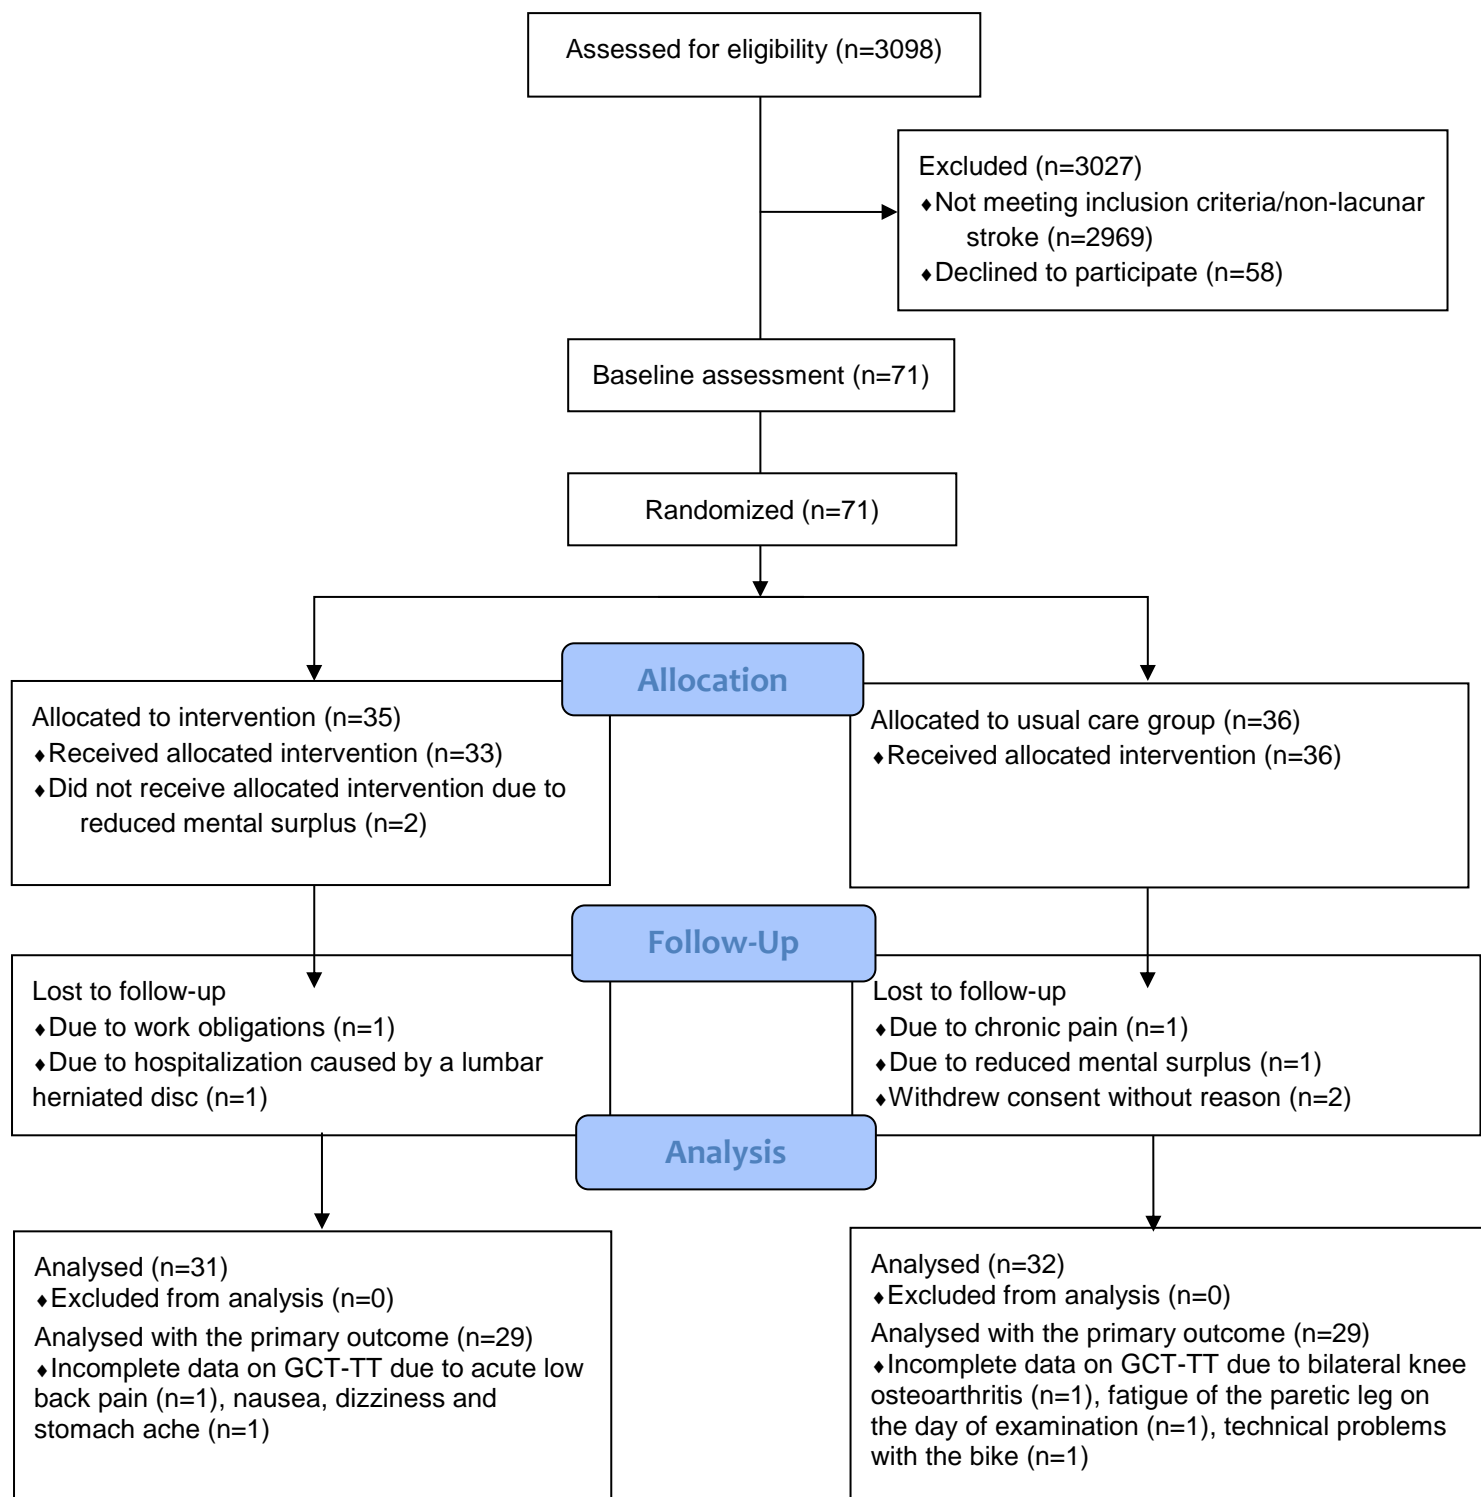 Assessed for eligibility (n=3098)
Excluded (n=3027)
♦Not meeting inclusion criteria/non-lacunar
stroke (n=2969)
♦Declined to participate (n=58)
Baseline assessment (n=71)
Randomized (n=71)
Allocation
Allocated to intervention (n=35)
♦Received allocated intervention (n=33)
♦Did not receive allocated intervention due to
reduced mental surplus (n=2)
Allocated to usual care group (n=36)
♦Received allocated intervention (n=36)
Follow-Up
Lost to follow-up
♦Due to work obligations (n=1)
♦Due to hospitalization caused by a lumbar
herniated disc (n=1)
Lost to follow-up
♦Due to chronic pain (n=1)
♦Due to reduced mental surplus (n=1)
♦Withdrew consent without reason (n=2)
Analysis
Analysed (n=31)
♦Excluded from analysis (n=0)
Analysed with the primary outcome (n=29)
♦Incomplete data on GCT-TT due to acute low
back pain (n=1), nausea, dizziness and
stomach ache (n=1)
Analysed (n=32)
♦Excluded from analysis (n=0)
Analysed with the primary outcome (n=29)
♦Incomplete data on GCT-TT due to bilateral knee
osteoarthritis (n=1), fatigue of the paretic leg on
the day of examination (n=1), technical problems
with the bike (n=1)